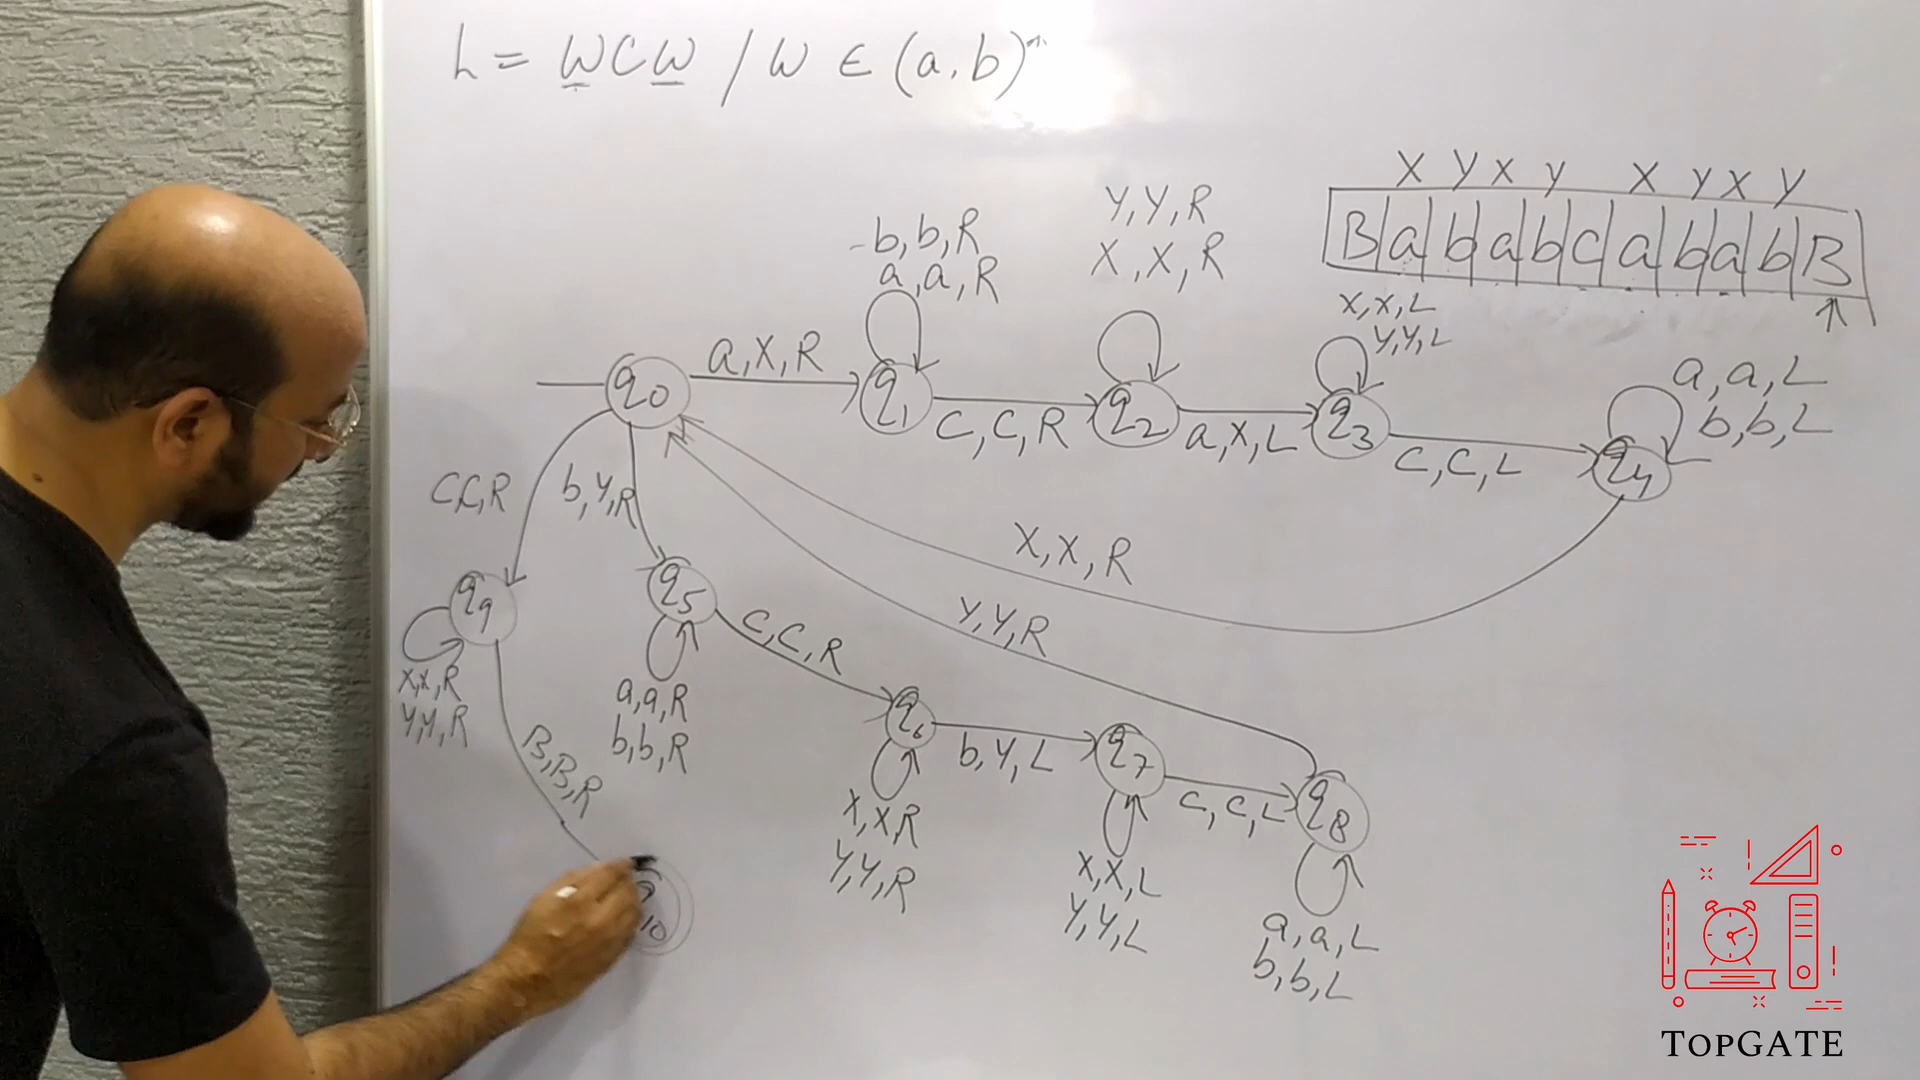 L = WCW / W ∈ (a,b)*
X Y X Y X Y X Y
B a b a b C a b a b B
Y,Y,R
X,X,R
b,b,R
a,a,R
X,X,L
Y,Y,L
a,a,L
b,b,L
q0
a,X,R
q1
C,C,R
q2
a,X,L
q3
C,C,L
q4
C,C,R
b,Y,R
X,X,R
Y,Y,R
q9
X,X,R
Y,Y,R
B,B,R
q5
a,a,R
b,b,R
C,C,R
q6
X,X,R
Y,Y,R
b,Y,L
q7
X,X,L
Y,Y,L
C,C,L
q8
a,a,L
b,b,L
q10
TOPGATE